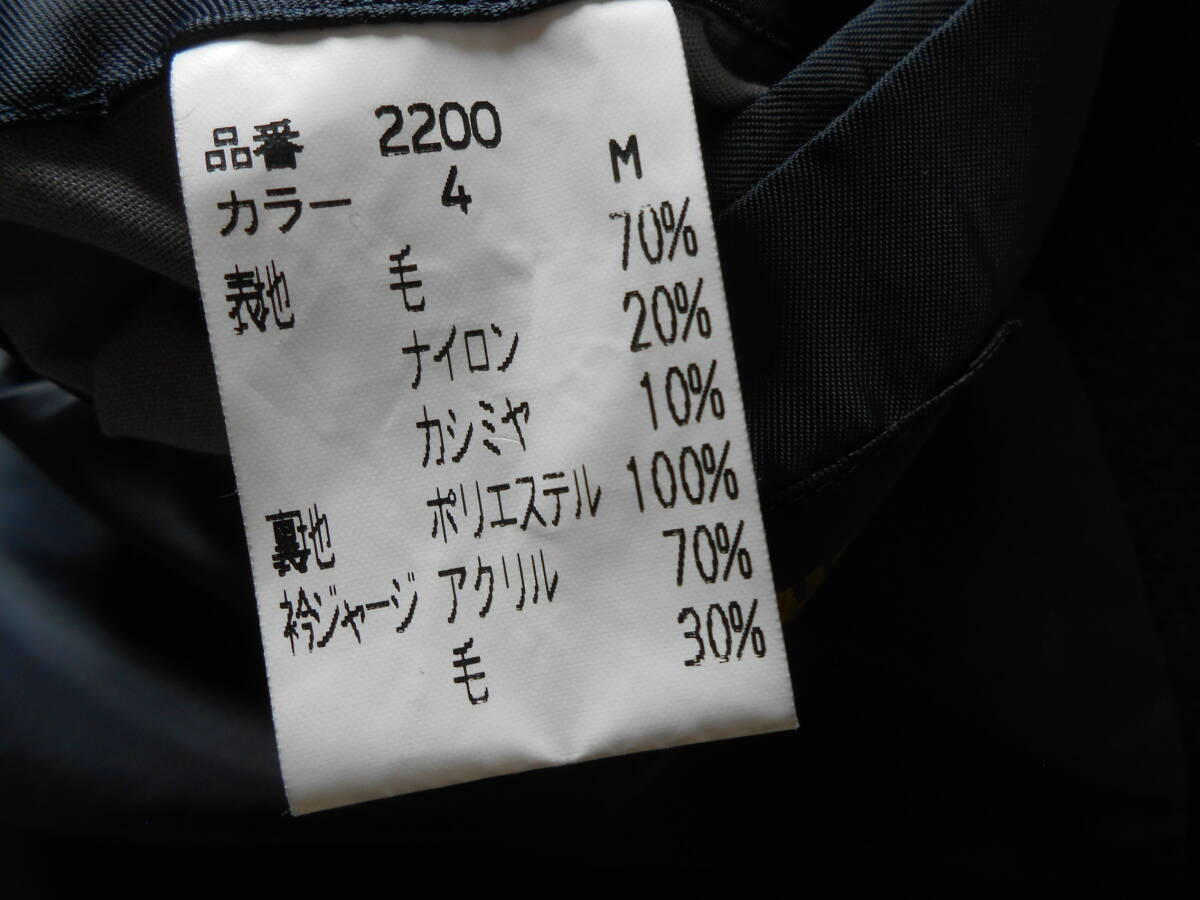 品番 2200
カラー 4 M
表地 毛 70%
ナイロン 20%
カシミヤ 10%
裏地 ポリエステル 100%
衿ジャージ アクリル 70%
毛 30%